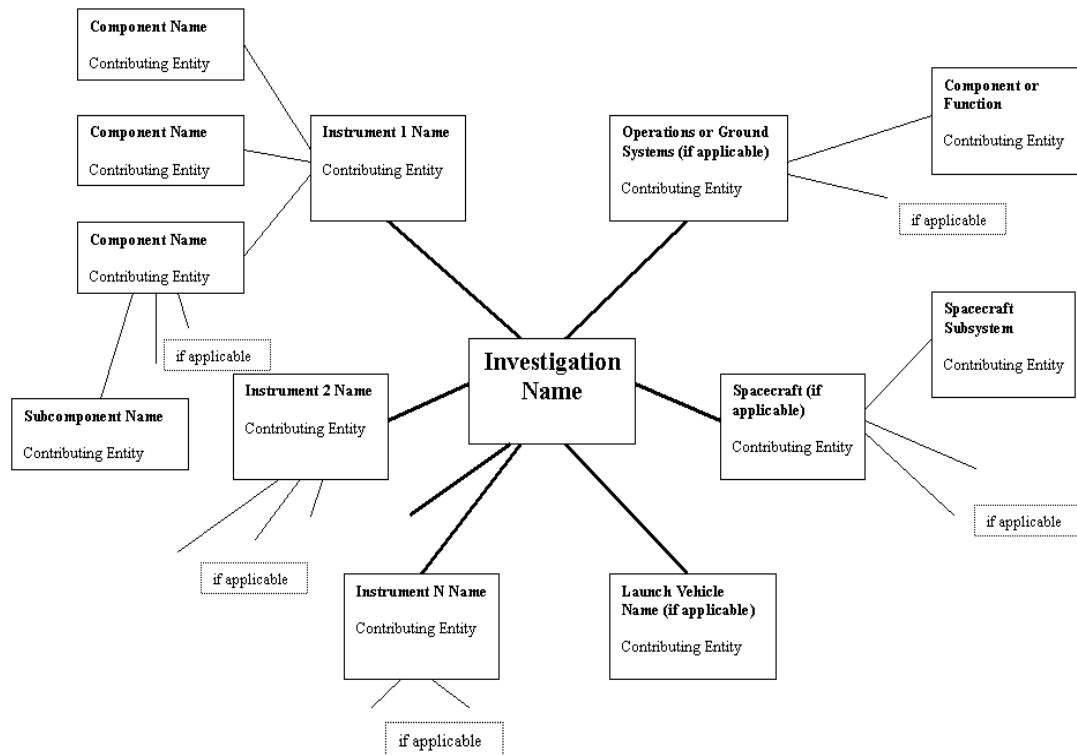 Component Name
Contributing Entity
Component Name
Contributing Entity
Component Name
Contributing Entity
if applicable
Subcomponent Name
Contributing Entity
Instrument 1 Name
Contributing Entity
Operations or Ground
Systems (if applicable)
Contributing Entity
Component or
Function
Contributing Entity
if applicable
Investigation
Name
Instrument 2 Name
Contributing Entity
if applicable
Spacecraft (if
applicable)
Contributing Entity
Spacecraft
Subsystem
Contributing Entity
if applicable
Instrument N Name
Contributing Entity
if applicable
Launch Vehicle
Name (if applicable)
Contributing Entity